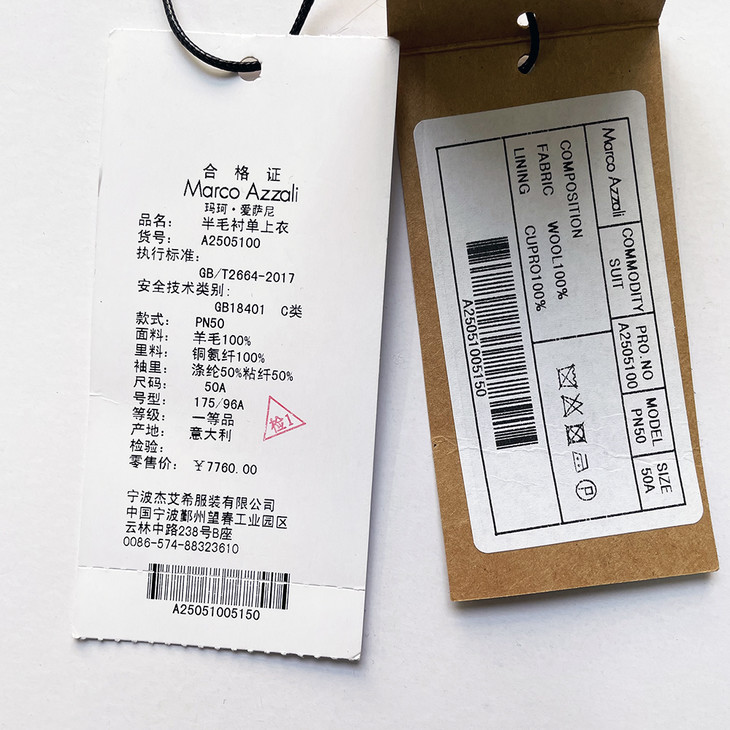 合格证
Marco Azzali
玛珂·爱萨尼
品名： 半毛衬单上衣
货号： A2505100
执行标准：
GB/T2664-2017
安全技术类别：
GB18401 C类
款式： PN50
面料： 羊毛100%
里料： 铜氨纤100%
袖里： 涤纶50%粘纤50%
尺码： 50A
号型： 175/96A
等级： 一等品
产地： 意大利
检验：
零售价： ￥7760.00
检1
宁波杰艾希服装有限公司
中国宁波鄞州望春工业园区
云林中路238号B座
0086-574-88323610
A25051005150
Marco Azzali
COMMODITY
SUIT
PRO.NO
A2505100
MODEL
PN50
SIZE
50A
COMPOSITION
FABRIC WOOL100%
LINING CUPRO100%
A25051005150
P